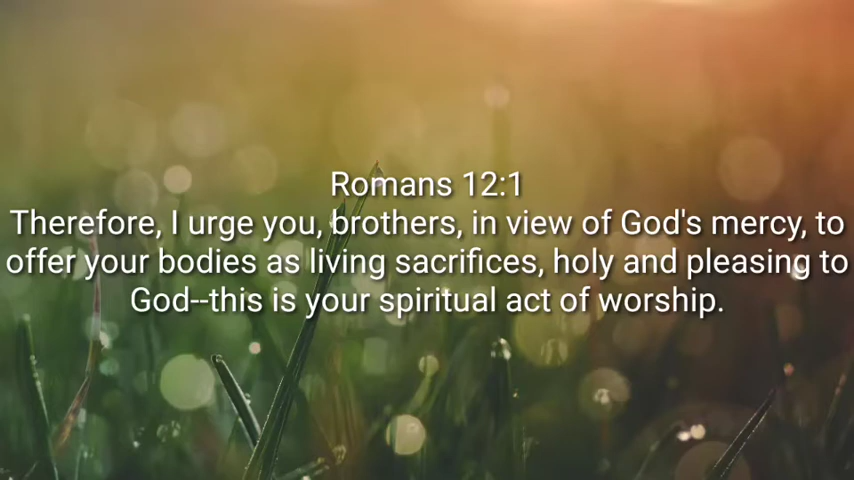 Romans 12:1
Therefore, I urge you, brothers, in view of God's mercy, to
offer your bodies as living sacrifices, holy and pleasing to
God--this is your spiritual act of worship.